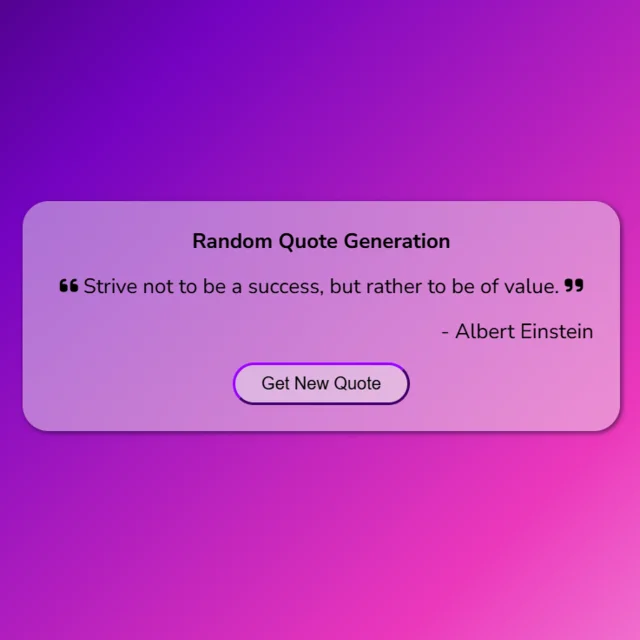 Random Quote Generation
❝ Strive not to be a success, but rather to be of value. ❞
- Albert Einstein
Get New Quote